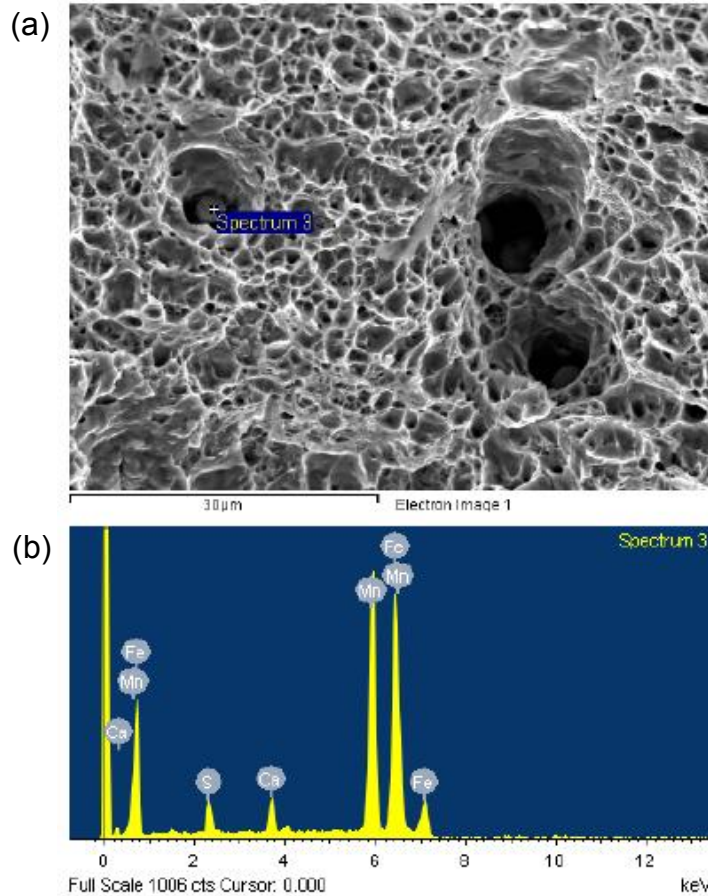 (a)
Spectrum 3
30µm Electron Image 1
(b)
Spectrum 3
Fe
Mn
Ca
S
Ca
Mn
Fe
Mn
Fe
0 2 4 6 8 10 12
Full Scale 1006 cts Cursor: 0.000 keV